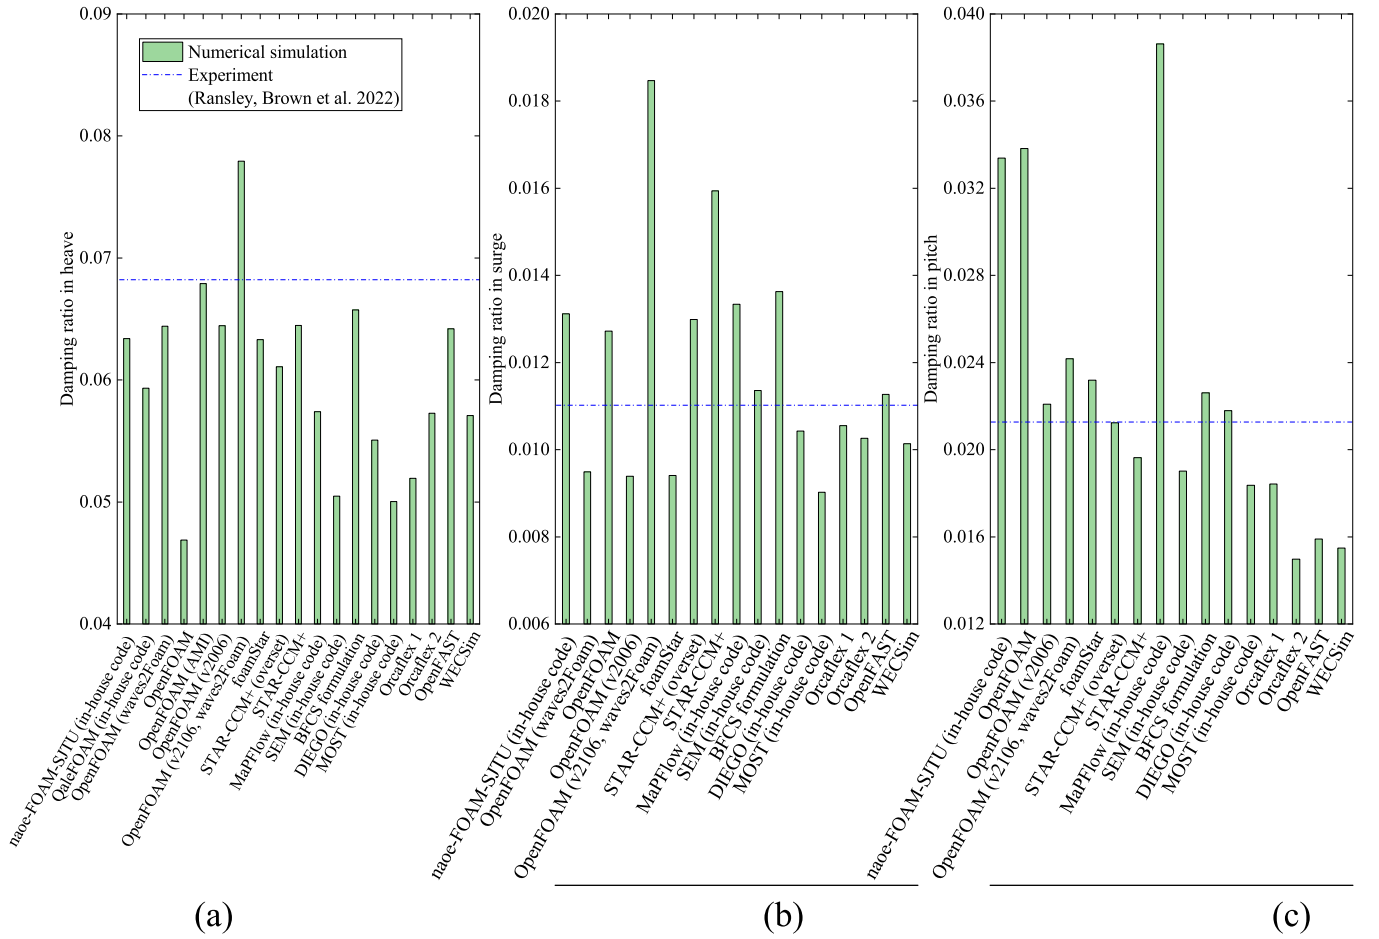 0.09
0.08
0.07
0.06
0.05
0.04
Damping ratio in heave
Numerical simulation
Experiment
(Ransley, Brown et al. 2022)
naoe-FOAM-SJTU (in-house code)
QaleFOAM (in-house code)
OpenFOAM (waves2Foam)
OpenFOAM
OpenFOAM (AMI)
OpenFOAM (v2006)
OpenFOAM (v2106, waves2Foam)
foamStar
STAR-CCM+ (overset)
STAR-CCM+
MaPFlow (in-house code)
SEM (in-house code)
BFCS formulation
DIEGO (in-house code)
MOST (in-house code)
Orcaflex 1
Orcaflex 2
OpenFAST
WECSim
(a)
0.020
0.018
0.016
0.014
0.012
0.010
0.008
0.006
Damping ratio in surge
naoe-FOAM-SJTU (in-house code)
OpenFOAM (waves2Foam)
OpenFOAM
OpenFOAM (v2006)
OpenFOAM (v2106, waves2Foam)
foamStar
STAR-CCM+ (overset)
STAR-CCM+
MaPFlow (in-house code)
SEM (in-house code)
BFCS formulation
DIEGO (in-house code)
MOST (in-house code)
Orcaflex 1
Orcaflex 2
OpenFAST
WECSim
(b)
0.040
0.036
0.032
0.028
0.024
0.020
0.016
0.012
Damping ratio in pitch
naoe-FOAM-SJTU (in-house code)
OpenFOAM
OpenFOAM (v2006)
OpenFOAM (v2106, waves2Foam)
foamStar
STAR-CCM+ (overset)
STAR-CCM+
MaPFlow (in-house code)
SEM (in-house code)
BFCS formulation
DIEGO (in-house code)
MOST (in-house code)
Orcaflex 1
Orcaflex 2
OpenFAST
WECSim
(c)